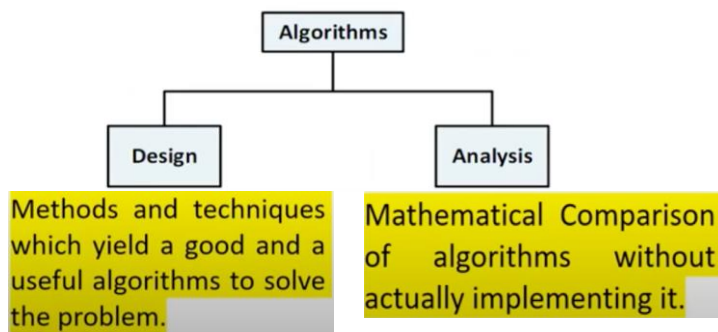 Algorithms
Design
Analysis
Methods and techniques
which yield a good and a
useful algorithms to solve
the problem.
Mathematical Comparison
of algorithms without
actually implementing it.